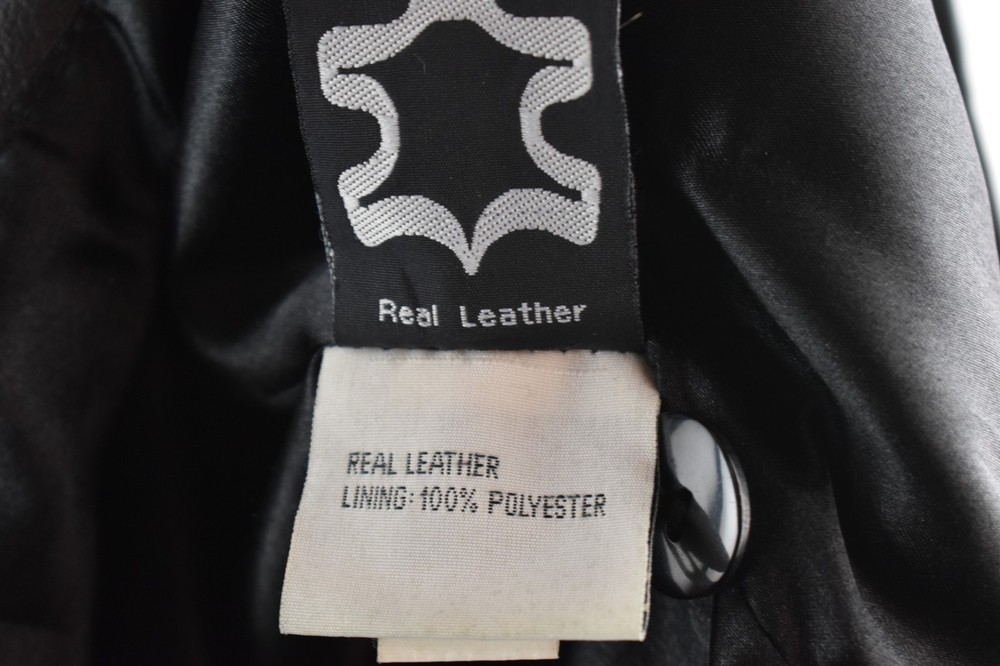 Real Leather
REAL LEATHER
LINING: 100% POLYESTER